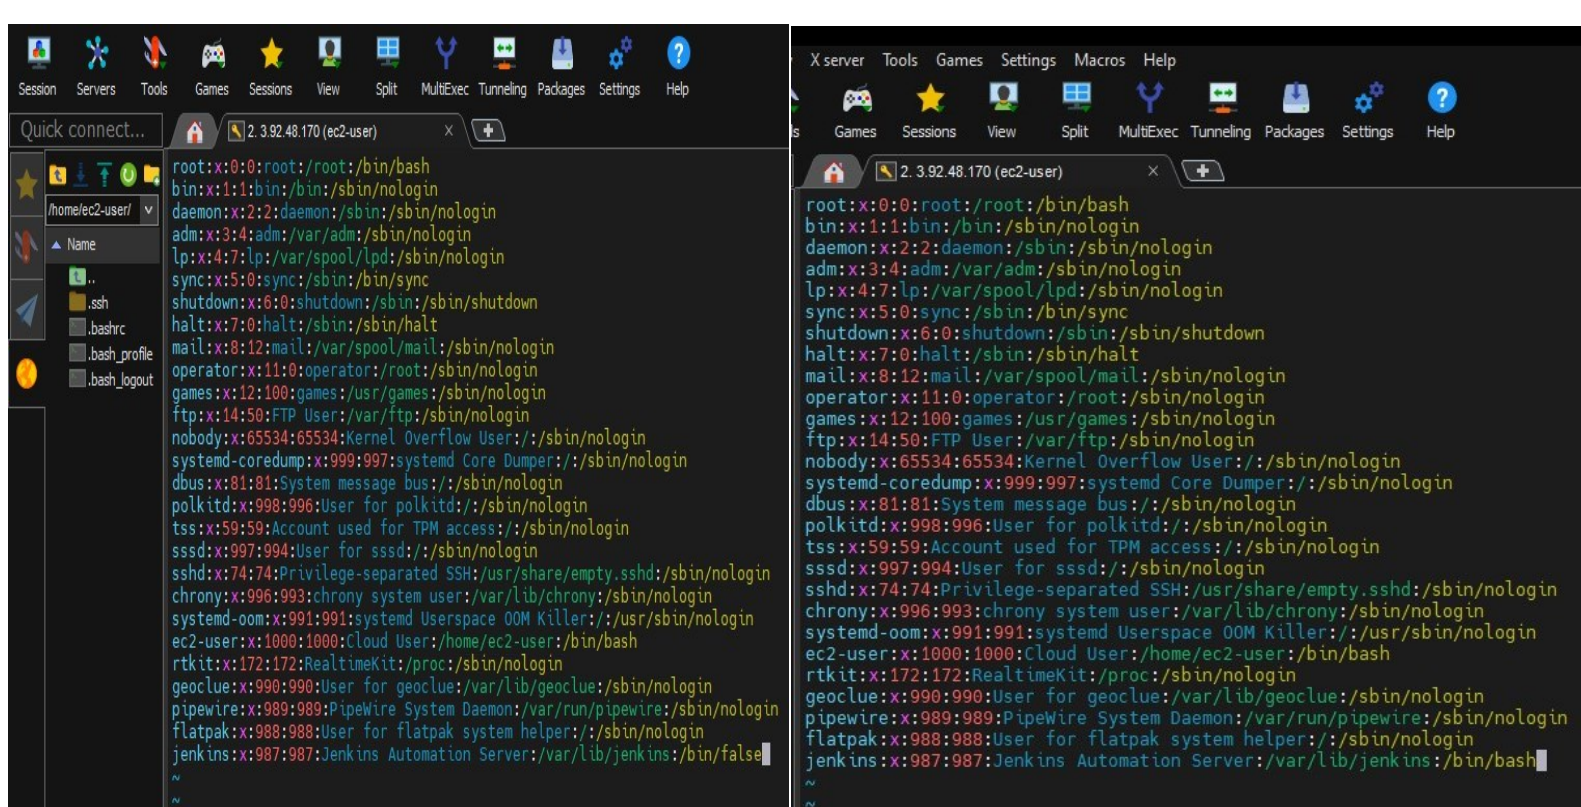 Session Servers Tools Games Sessions View Split MultiExec Tunneling Packages Settings Help
Quick connect...
2. 3.92.48.170 (ec2-user)
/home/ec2-user/
Name
..
.ssh
.bashrc
.bash_profile
.bash_logout
root:x:0:0:root:/root:/bin/bash
bin:x:1:1:bin:/bin:/sbin/nologin
daemon:x:2:2:daemon:/sbin:/sbin/nologin
adm:x:3:4:adm:/var/adm:/sbin/nologin
lp:x:4:7:lp:/var/spool/lpd:/sbin/nologin
sync:x:5:0:sync:/sbin:/bin/sync
shutdown:x:6:0:shutdown:/sbin:/sbin/shutdown
halt:x:7:0:halt:/sbin:/sbin/halt
mail:x:8:12:mail:/var/spool/mail:/sbin/nologin
operator:x:11:0:operator:/root:/sbin/nologin
games:x:12:100:games:/usr/games:/sbin/nologin
ftp:x:14:50:FTP User:/var/ftp:/sbin/nologin
nobody:x:65534:65534:Kernel Overflow User:/:/sbin/nologin
systemd-coredump:x:999:997:systemd Core Dumper:/:/sbin/nologin
dbus:x:81:81:System message bus:/:/sbin/nologin
polkitd:x:998:996:User for polkitd:/:/sbin/nologin
tss:x:59:59:Account used for TPM access:/:/sbin/nologin
sssd:x:997:994:User for sssd:/:/sbin/nologin
sshd:x:74:74:Privilege-separated SSH:/usr/share/empty.sshd:/sbin/nologin
chrony:x:996:993:chrony system user:/var/lib/chrony:/sbin/nologin
systemd-oom:x:991:991:systemd Userspace OOM Killer:/:/usr/sbin/nologin
ec2-user:x:1000:1000:Cloud User:/home/ec2-user:/bin/bash
rtkit:x:172:172:RealtimeKit:/proc:/sbin/nologin
geoclue:x:990:990:User for geoclue:/var/lib/geoclue:/sbin/nologin
pipewire:x:989:989:PipeWire System Daemon:/var/run/pipewire:/sbin/nologin
flatpak:x:988:988:User for flatpak system helper:/:/sbin/nologin
jenkins:x:987:987:Jenkins Automation Server:/var/lib/jenkins:/bin/false
~
~
X server Tools Games Settings Macros Help
ls Games Sessions View Split MultiExec Tunneling Packages Settings Help
2. 3.92.48.170 (ec2-user)
root:x:0:0:root:/root:/bin/bash
bin:x:1:1:bin:/bin:/sbin/nologin
daemon:x:2:2:daemon:/sbin:/sbin/nologin
adm:x:3:4:adm:/var/adm:/sbin/nologin
lp:x:4:7:lp:/var/spool/lpd:/sbin/nologin
sync:x:5:0:sync:/sbin:/bin/sync
shutdown:x:6:0:shutdown:/sbin:/sbin/shutdown
halt:x:7:0:halt:/sbin:/sbin/halt
mail:x:8:12:mail:/var/spool/mail:/sbin/nologin
operator:x:11:0:operator:/root:/sbin/nologin
games:x:12:100:games:/usr/games:/sbin/nologin
ftp:x:14:50:FTP User:/var/ftp:/sbin/nologin
nobody:x:65534:65534:Kernel Overflow User:/:/sbin/nologin
systemd-coredump:x:999:997:systemd Core Dumper:/:/sbin/nologin
dbus:x:81:81:System message bus:/:/sbin/nologin
polkitd:x:998:996:User for polkitd:/:/sbin/nologin
tss:x:59:59:Account used for TPM access:/:/sbin/nologin
sssd:x:997:994:User for sssd:/:/sbin/nologin
sshd:x:74:74:Privilege-separated SSH:/usr/share/empty.sshd:/sbin/nologin
chrony:x:996:993:chrony system user:/var/lib/chrony:/sbin/nologin
systemd-oom:x:991:991:systemd Userspace OOM Killer:/:/usr/sbin/nologin
ec2-user:x:1000:1000:Cloud User:/home/ec2-user:/bin/bash
rtkit:x:172:172:RealtimeKit:/proc:/sbin/nologin
geoclue:x:990:990:User for geoclue:/var/lib/geoclue:/sbin/nologin
pipewire:x:989:989:PipeWire System Daemon:/var/run/pipewire:/sbin/nologin
flatpak:x:988:988:User for flatpak system helper:/:/sbin/nologin
jenkins:x:987:987:Jenkins Automation Server:/var/lib/jenkins:/bin/bash
~
~